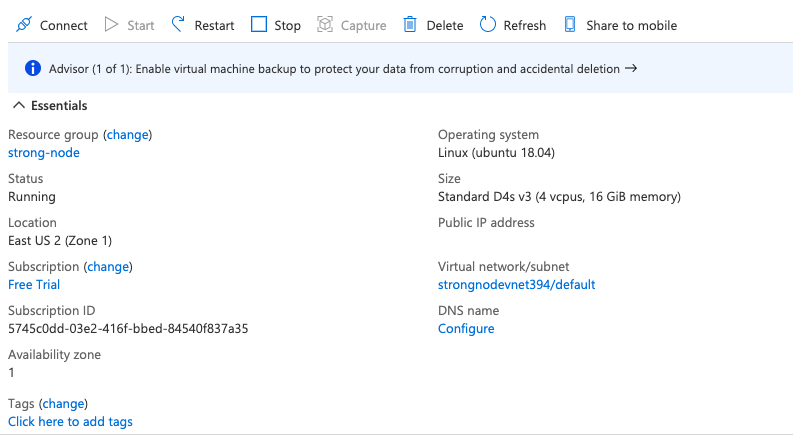 Connect Start Restart Stop Capture Delete Refresh Share to mobile
Advisor (1 of 1): Enable virtual machine backup to protect your data from corruption and accidental deletion →
Essentials
Resource group (change)
strong-node
Status
Running
Location
East US 2 (Zone 1)
Subscription (change)
Free Trial
Subscription ID
5745c0dd-03e2-416f-bbed-84540f837a35
Availability zone
1
Tags (change)
Click here to add tags
Operating system
Linux (ubuntu 18.04)
Size
Standard D4s v3 (4 vcpus, 16 GiB memory)
Public IP address
Virtual network/subnet
strongnodevnet394/default
DNS name
Configure